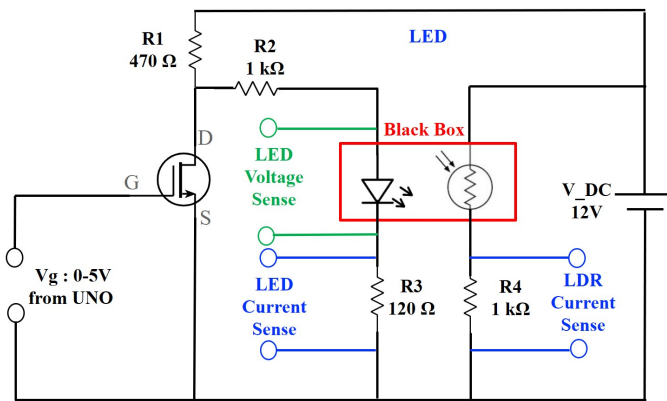 R1
470 Ω
R2
1 kΩ
LED
Black Box
D
G
S
LED
Voltage
Sense
V_DC
12V
Vg : 0-5V
from UNO
LED
Current
Sense
R3
120 Ω
R4
1 kΩ
LDR
Current
Sense